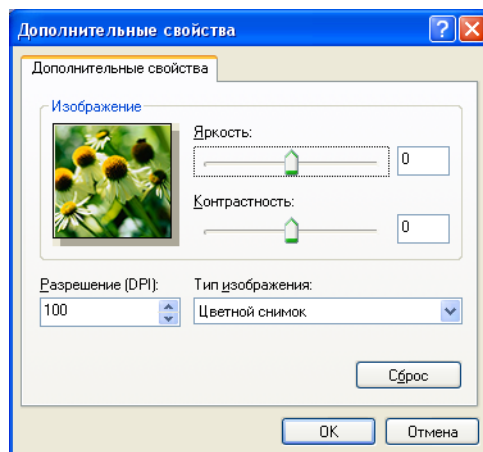 Дополнительные свойства
Дополнительные свойства
Изображение
Яркость:
0
Контрастность:
0
Разрешение (DPI):
Тип изображения:
100
Цветной снимок
Сброс
OK
Отмена